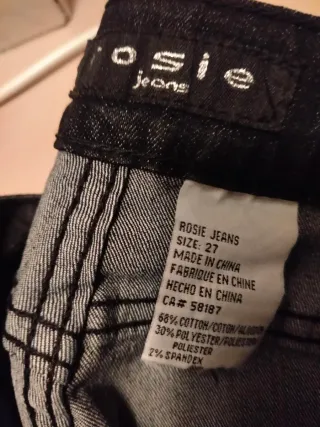 rosie
jeans
ROSIE JEANS
SIZE: 27
MADE IN CHINA
FABRIQUE EN CHINE
HECHO EN CHINA
CA# 58187
68% COTTON/COTON/ALGODON
30% POLYESTER/POLIESTER
POLIESTER
2% SPANDEX